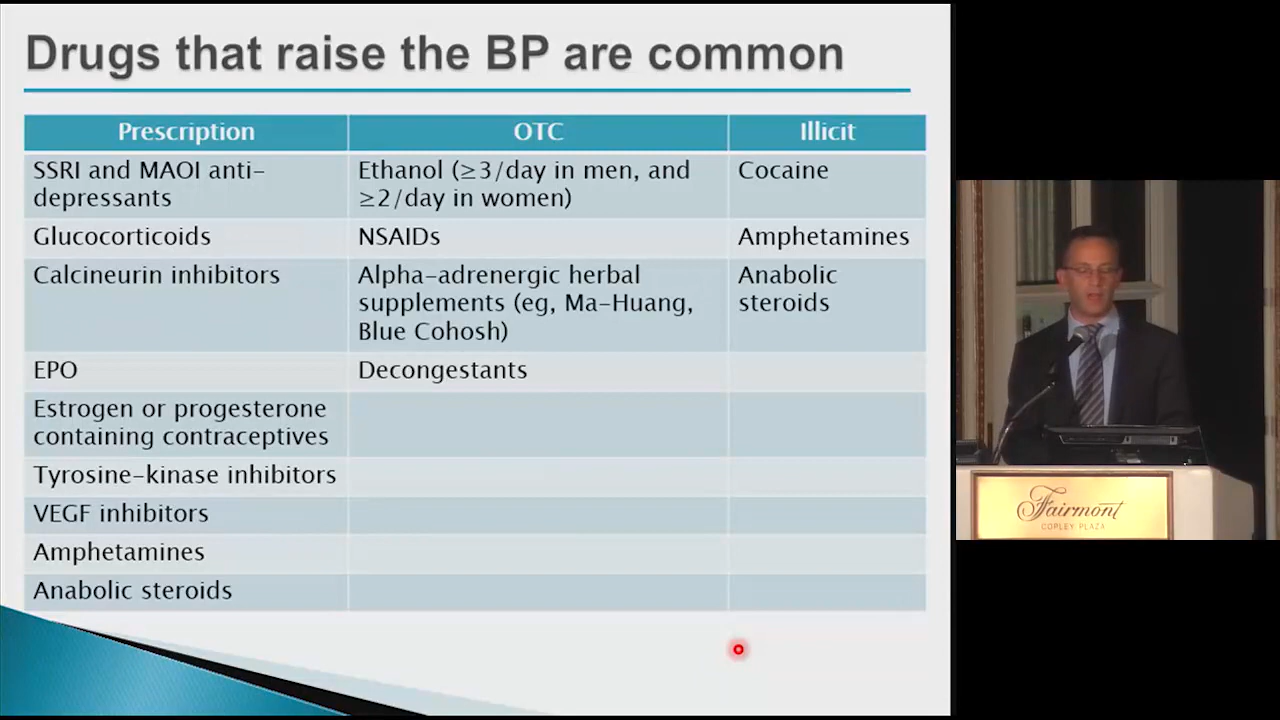 Drugs that raise the BP are common
Prescription
OTC
Illicit
SSRI and MAOI anti-
depressants
Ethanol (≥3/day in men, and
≥2/day in women)
Cocaine
Glucocorticoids
NSAIDs
Amphetamines
Calcineurin inhibitors
Alpha-adrenergic herbal
supplements (eg, Ma-Huang,
Blue Cohosh)
Anabolic
steroids
EPO
Decongestants
Estrogen or progesterone
containing contraceptives
Tyrosine-kinase inhibitors
VEGF inhibitors
Amphetamines
Anabolic steroids
Fairmont
COPLEY PLAZA